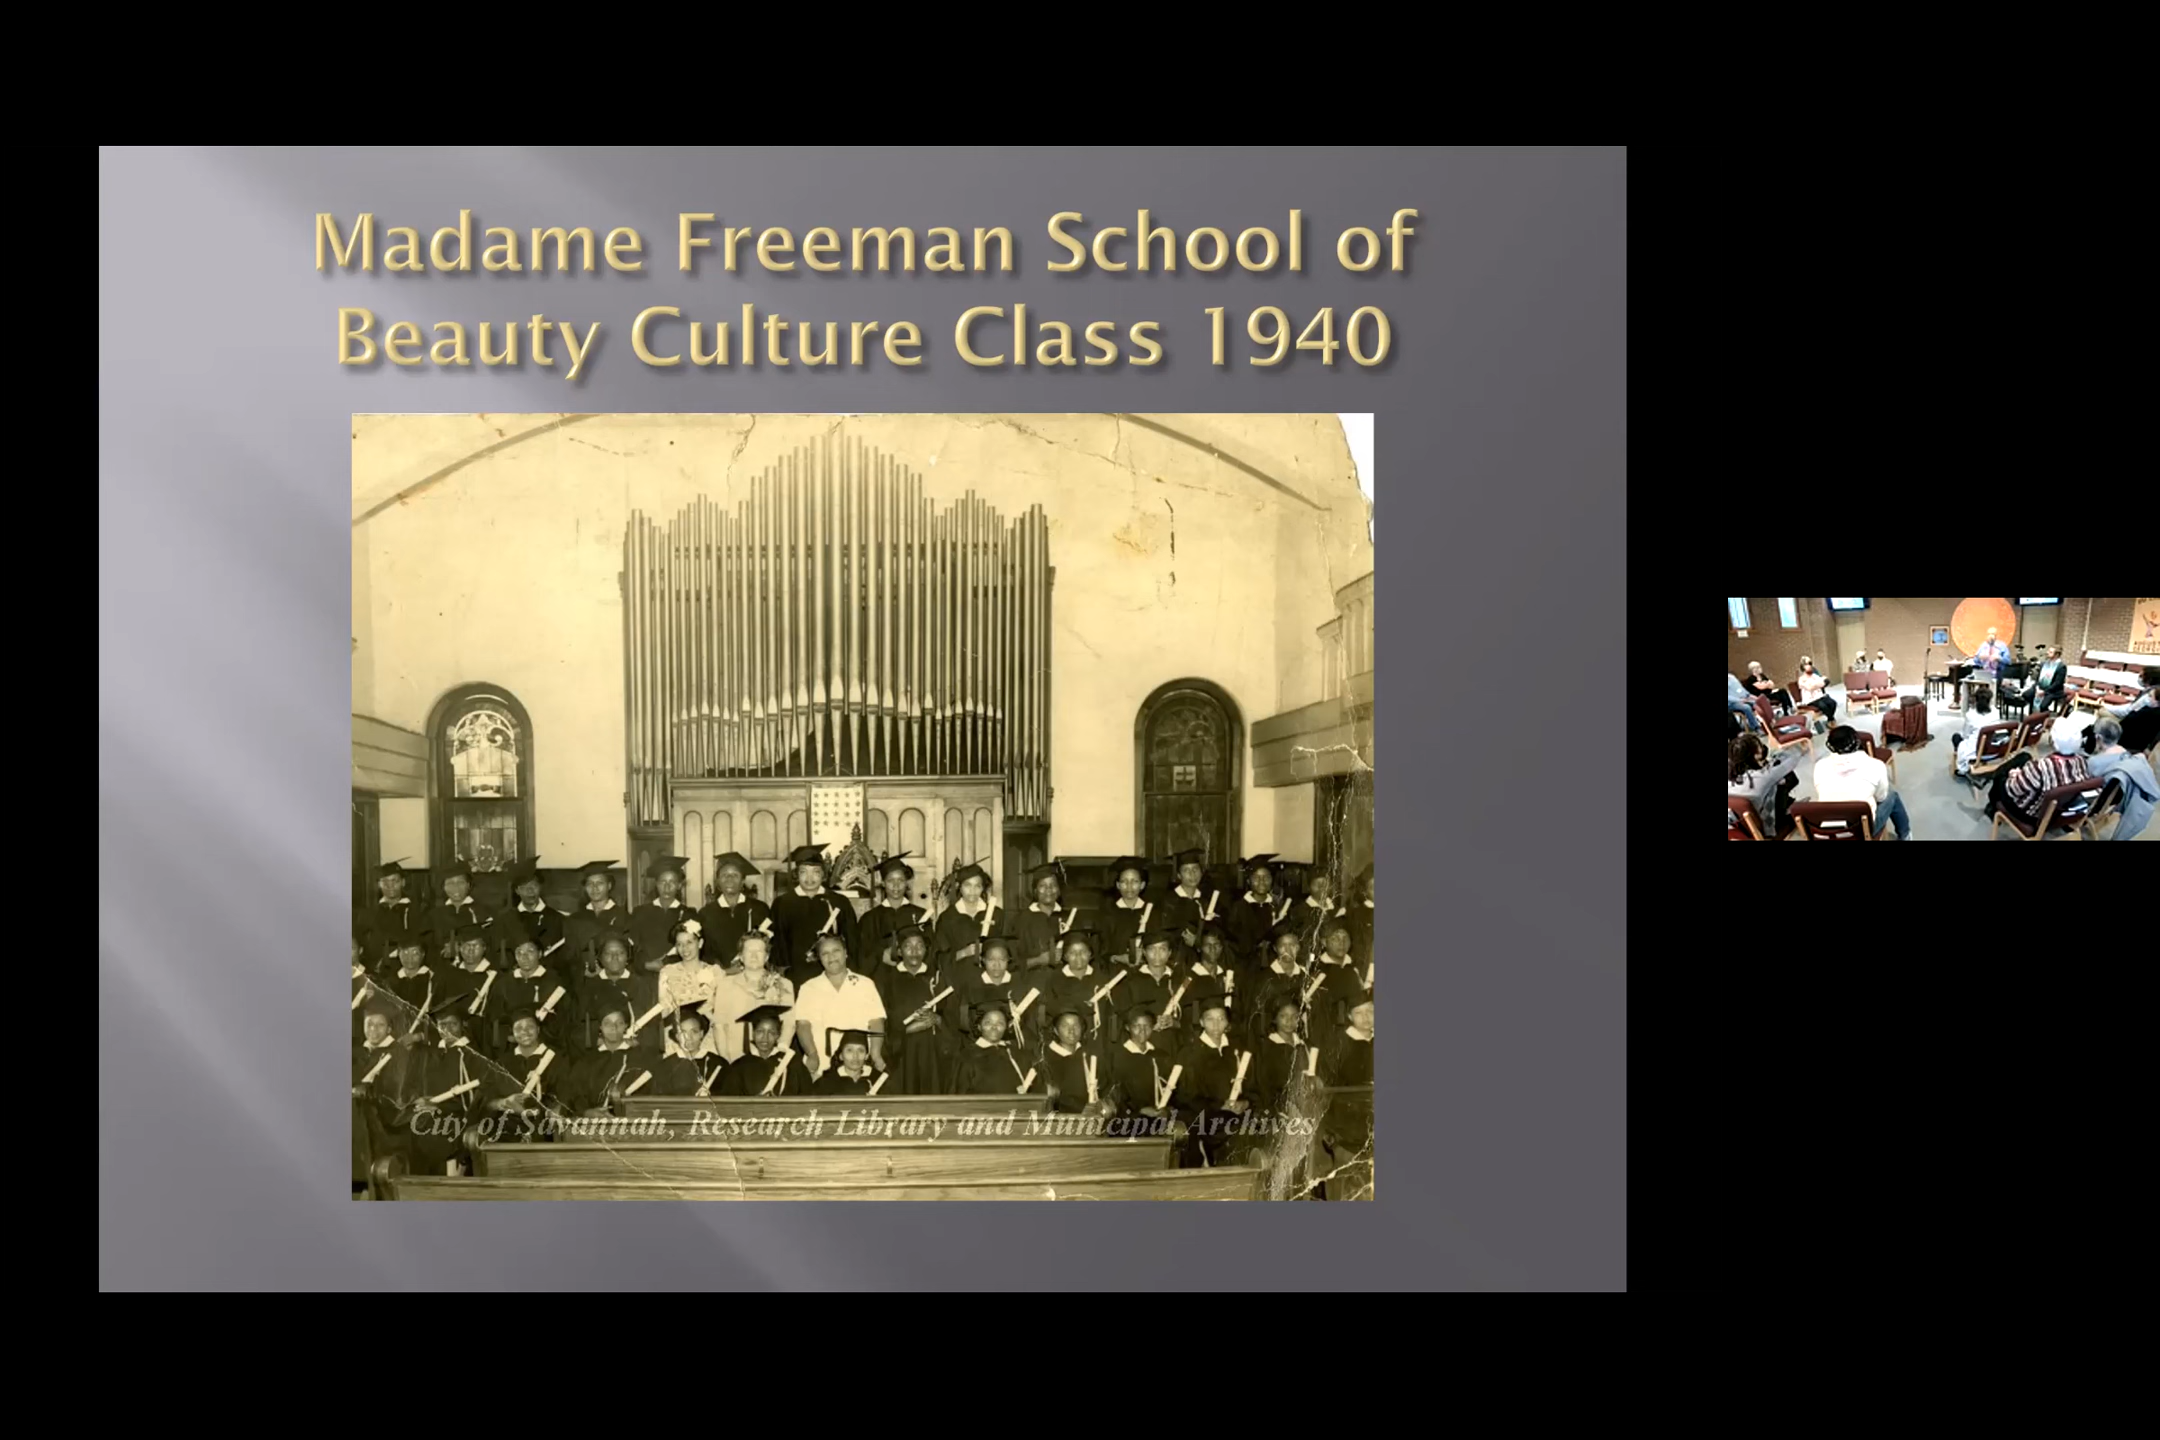 Madame Freeman School of
Beauty Culture Class 1940
City of Savannah, Research Library and Municipal Archives